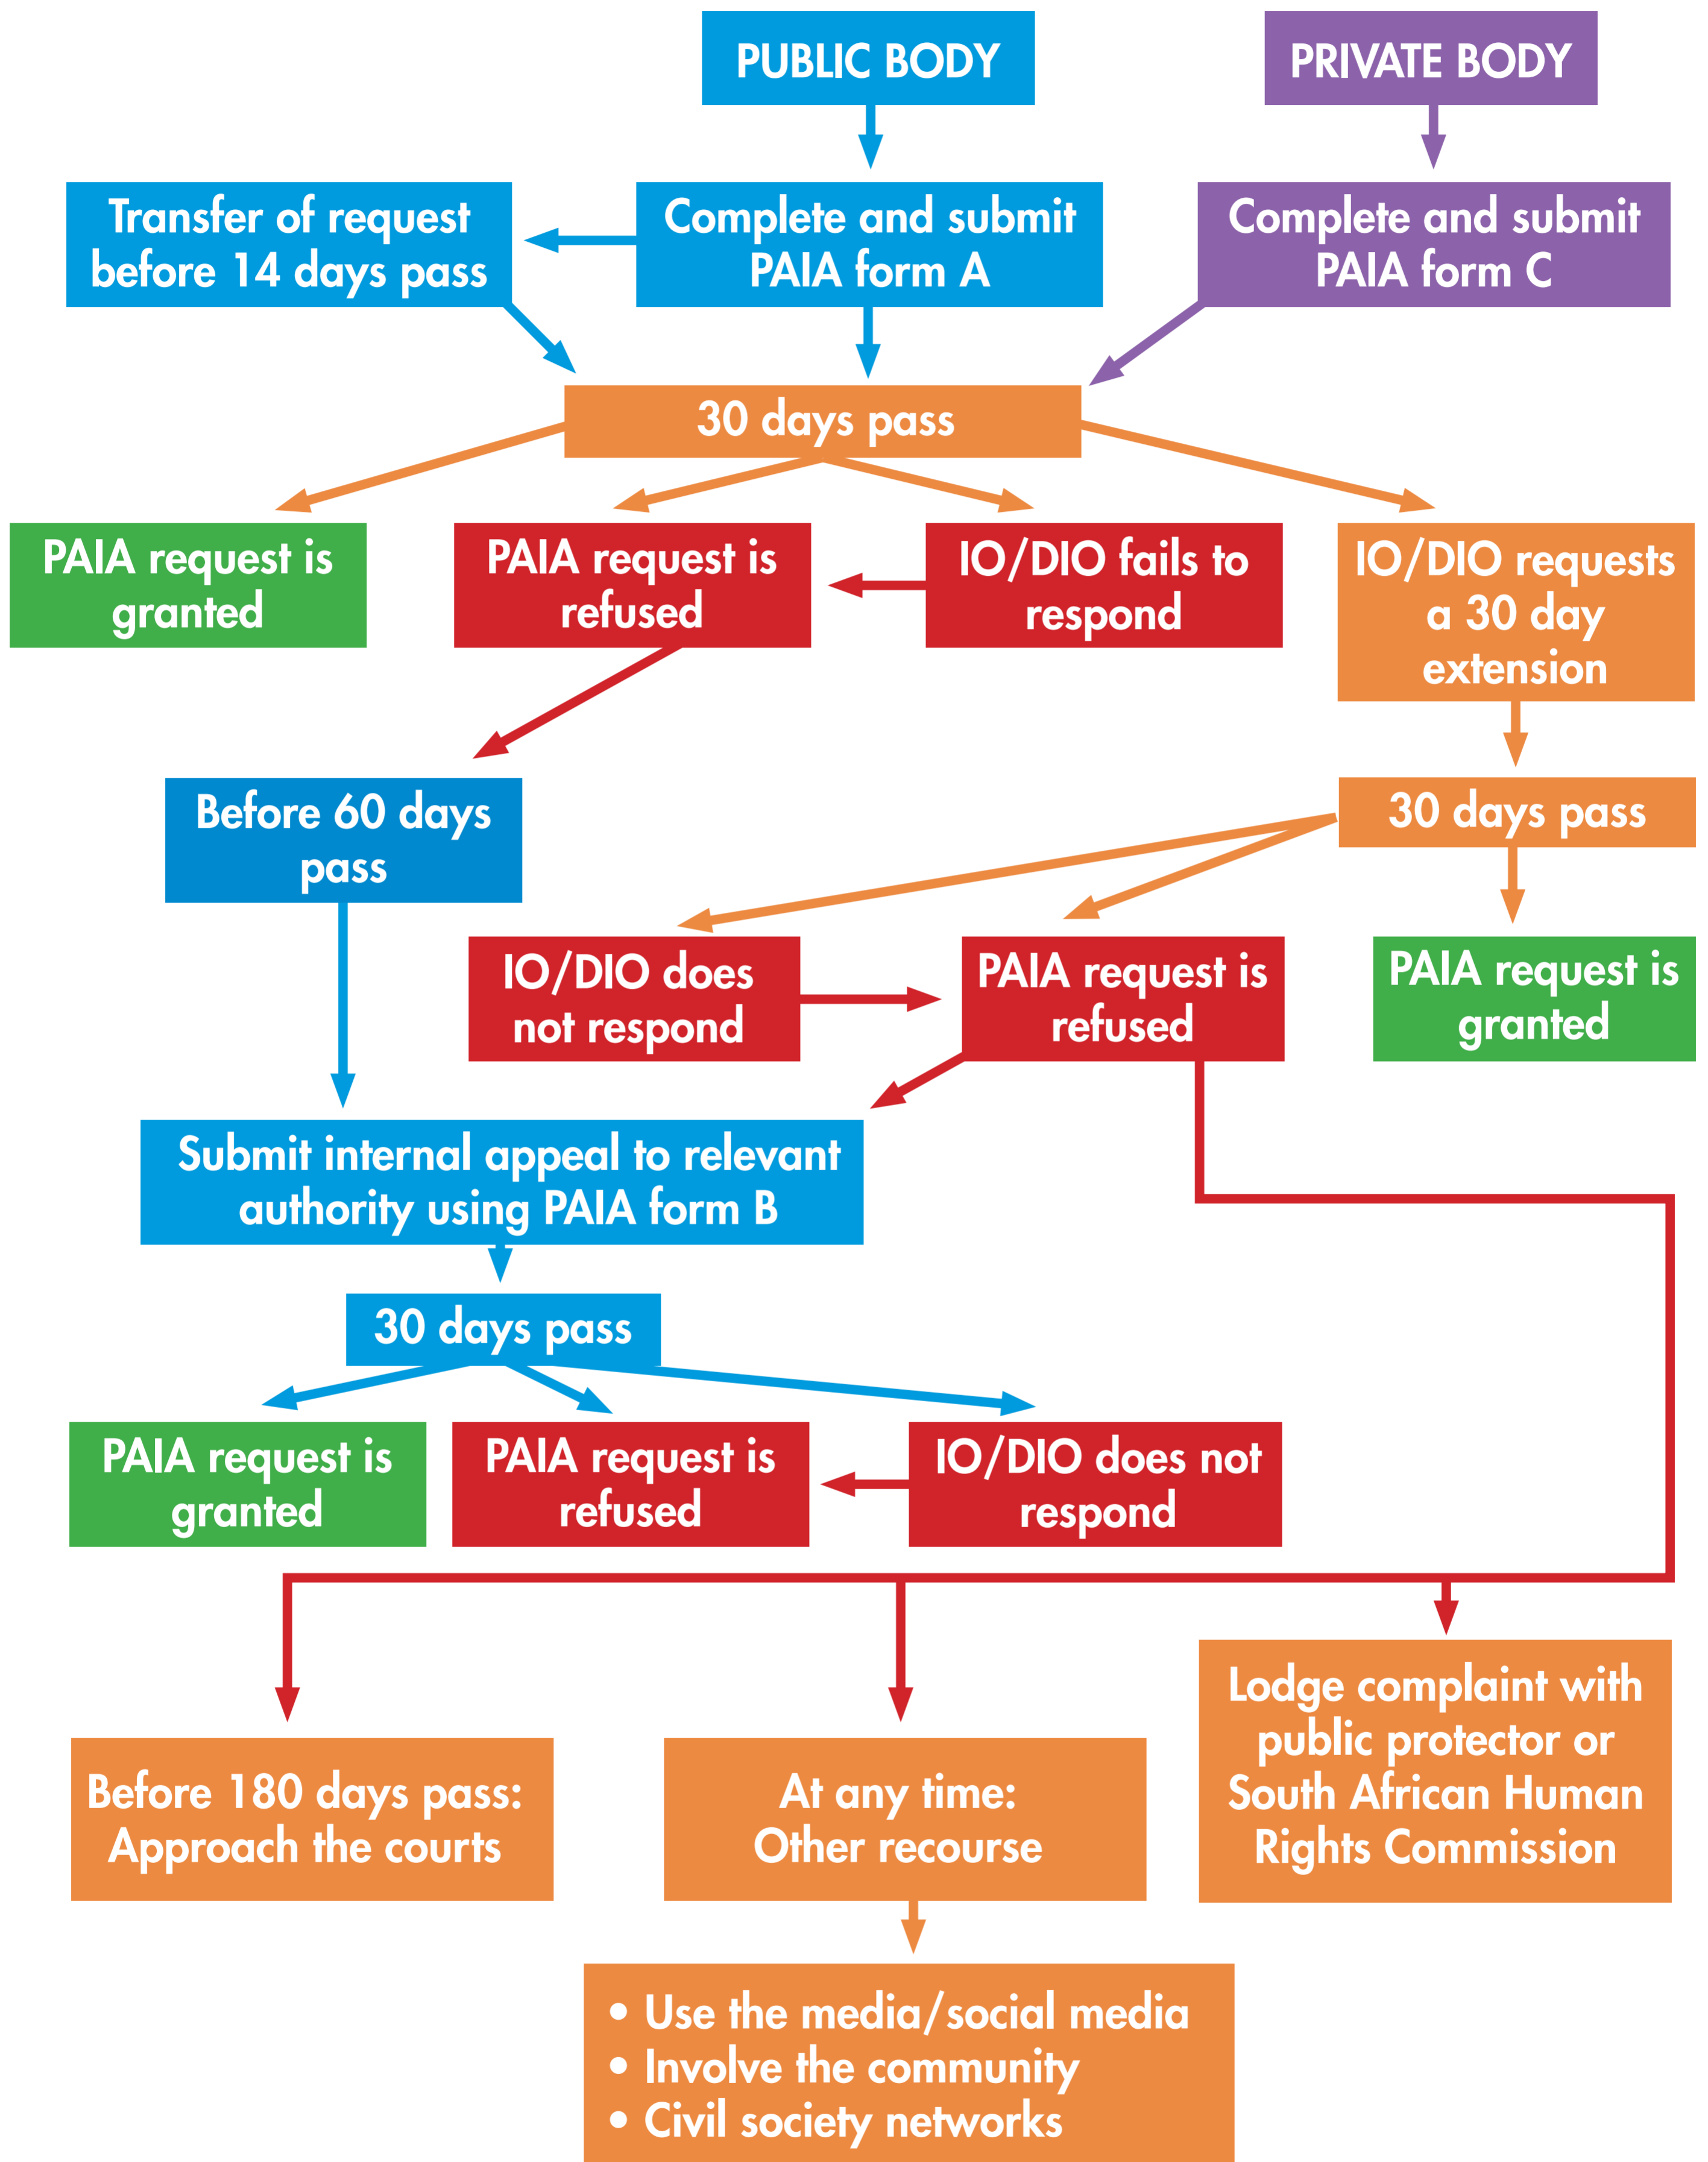 PUBLIC BODY
PRIVATE BODY
Transfer of request
before 14 days pass
Complete and submit
PAIA form A
Complete and submit
PAIA form C
30 days pass
PAIA request is
granted
PAIA request is
refused
IO/DIO fails to
respond
IO/DIO requests
a 30 day
extension
Before 60 days
pass
30 days pass
IO/DIO does
not respond
PAIA request is
refused
PAIA request is
granted
Submit internal appeal to relevant
authority using PAIA form B
30 days pass
PAIA request is
granted
PAIA request is
refused
IO/DIO does not
respond
Before 180 days pass:
Approach the courts
At any time:
Other recourse
Lodge complaint with
public protector or
South African Human
Rights Commission
• Use the media/social media
• Involve the community
• Civil society networks